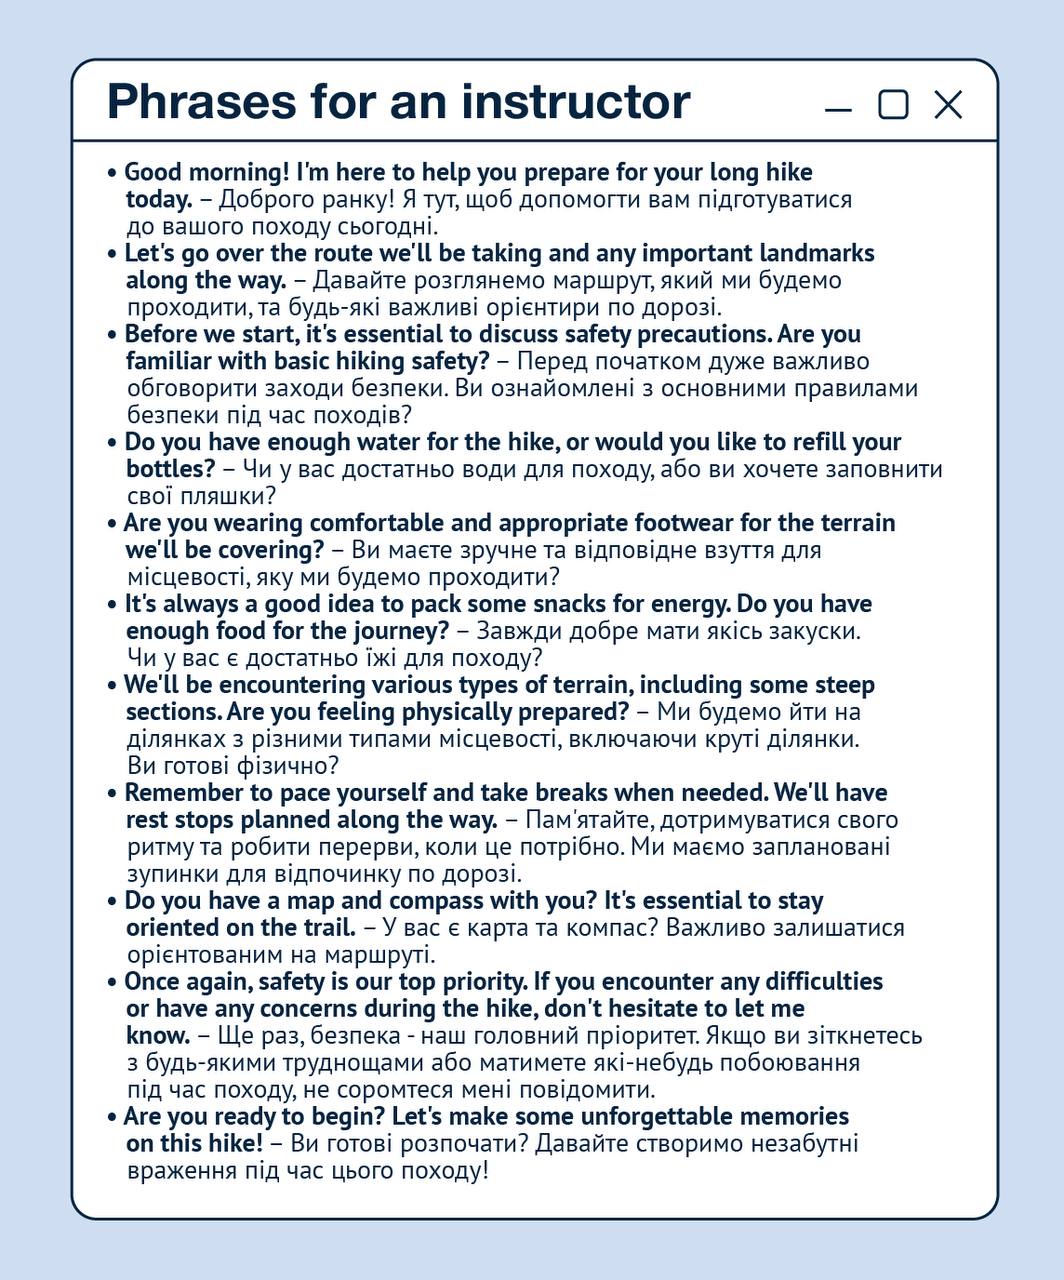 Phrases for an instructor
• Good morning! I'm here to help you prepare for your long hike
today. – Доброго ранку! Я тут, щоб допомогти вам підготуватися
до вашого походу сьогодні.
• Let's go over the route we'll be taking and any important landmarks
along the way. – Давайте розглянемо маршрут, який ми будемо
проходити, та будь-які важливі орієнтири по дорозі.
• Before we start, it's essential to discuss safety precautions. Are you
familiar with basic hiking safety? – Перед початком дуже важливо
обговорити заходи безпеки. Ви ознайомлені з основними правилами
безпеки під час походів?
• Do you have enough water for the hike, or would you like to refill your
bottles? – Чи у вас достатньо води для походу, або ви хочете заповнити
свої пляшки?
• Are you wearing comfortable and appropriate footwear for the terrain
we'll be covering? – Ви маєте зручне та відповідне взуття для
місцевості, яку ми будемо проходити?
• It's always a good idea to pack some snacks for energy. Do you have
enough food for the journey? – Завжди добре мати якісь закуски.
Чи у вас є достатньо їжі для походу?
• We'll be encountering various types of terrain, including some steep
sections. Are you feeling physically prepared? – Ми будемо йти на
ділянках з різними типами місцевості, включаючи круті ділянки.
Ви готові фізично?
• Remember to pace yourself and take breaks when needed. We'll have
rest stops planned along the way. – Пам'ятайте, дотримуватися свого
ритму та робити перерви, коли це потрібно. Ми маємо заплановані
зупинки для відпочинку по дорозі.
• Do you have a map and compass with you? It's essential to stay
oriented on the trail. – У вас є карта та компас? Важливо залишатися
орієнтованим на маршруті.
• Once again, safety is our top priority. If you encounter any difficulties
or have any concerns during the hike, don't hesitate to let me
know. – Ще раз, безпека - наш головний пріоритет. Якщо ви зіткнетесь
з будь-якими труднощами або матимете які-небудь побоювання
під час походу, не соромтеся мені повідомити.
• Are you ready to begin? Let's make some unforgettable memories
on this hike! – Ви готові розпочати? Давайте створимо незабутні
враження під час цього походу!